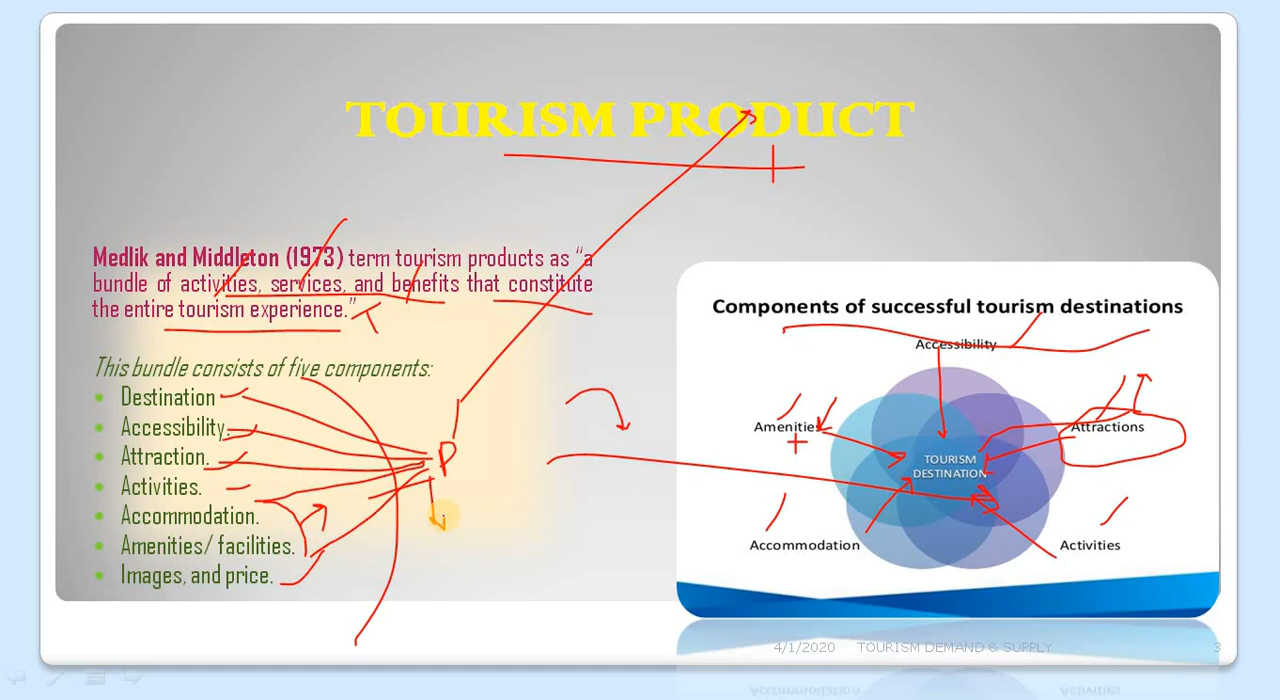 TOURISM PRODUCT
Medlik and Middleton (1973) term tourism products as “a
bundle of activities, services, and benefits that constitute
the entire tourism experience.”
This bundle consists of five components:
• Destination
• Accessibility.
• Attraction.
• Activities.
• Accommodation.
• Amenities/ facilities.
• Images, and price.
P
Components of successful tourism destinations
Accessibility
Amenities
Attractions
TOURISM
DESTINATION
Accommodation
Activities
4/1/2020 TOURISM DEMAND & SUPPLY 3